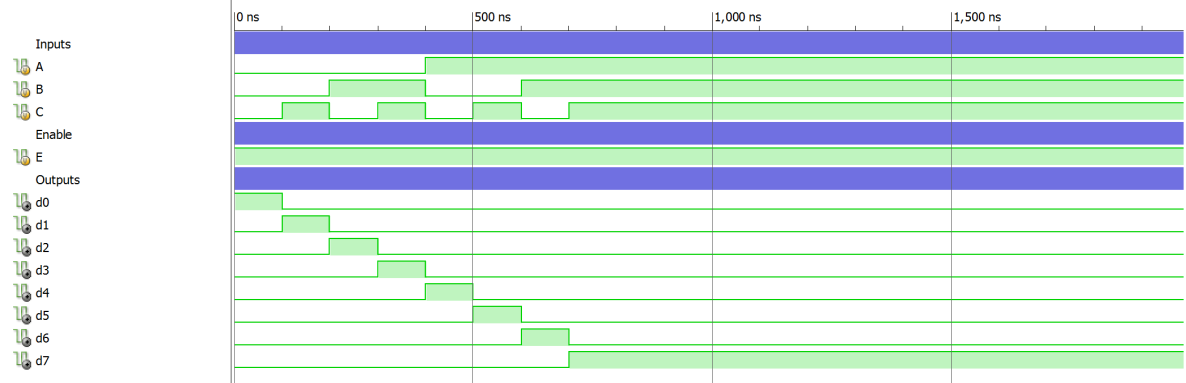 0 ns 500 ns 1,000 ns 1,500 ns
Inputs
A
B
C
Enable
E
Outputs
d0
d1
d2
d3
d4
d5
d6
d7